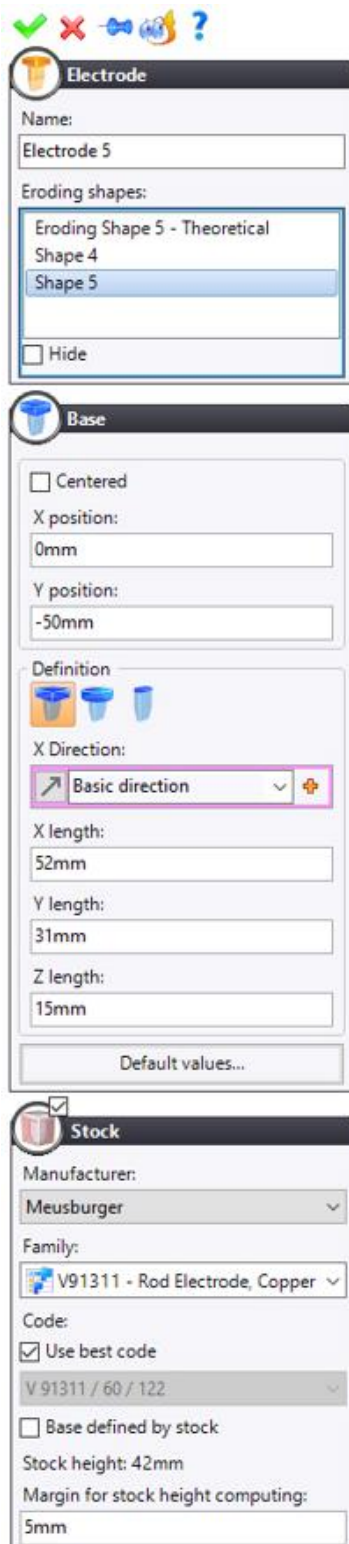 ?
Electrode
Name:
Electrode 5
Eroding shapes:
Eroding Shape 5 - Theoretical
Shape 4
Shape 5
Hide
Base
Centered
X position:
0mm
Y position:
-50mm
Definition
X Direction:
Basic direction
X length:
52mm
Y length:
31mm
Z length:
15mm
Default values...
Stock
Manufacturer:
Meusburger
Family:
V91311 - Rod Electrode, Copper
Code:
Use best code
V 91311 / 60 / 122
Base defined by stock
Stock height: 42mm
Margin for stock height computing:
5mm